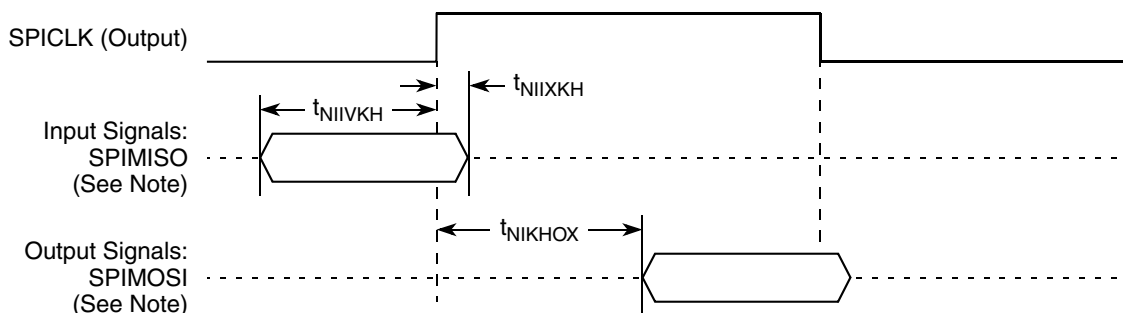 SPICLK (Output)
tNIIXKH
tNIIVKH
Input Signals:
SPIMISO
(See Note)
tNIKHOX
Output Signals:
SPIMOSI
(See Note)